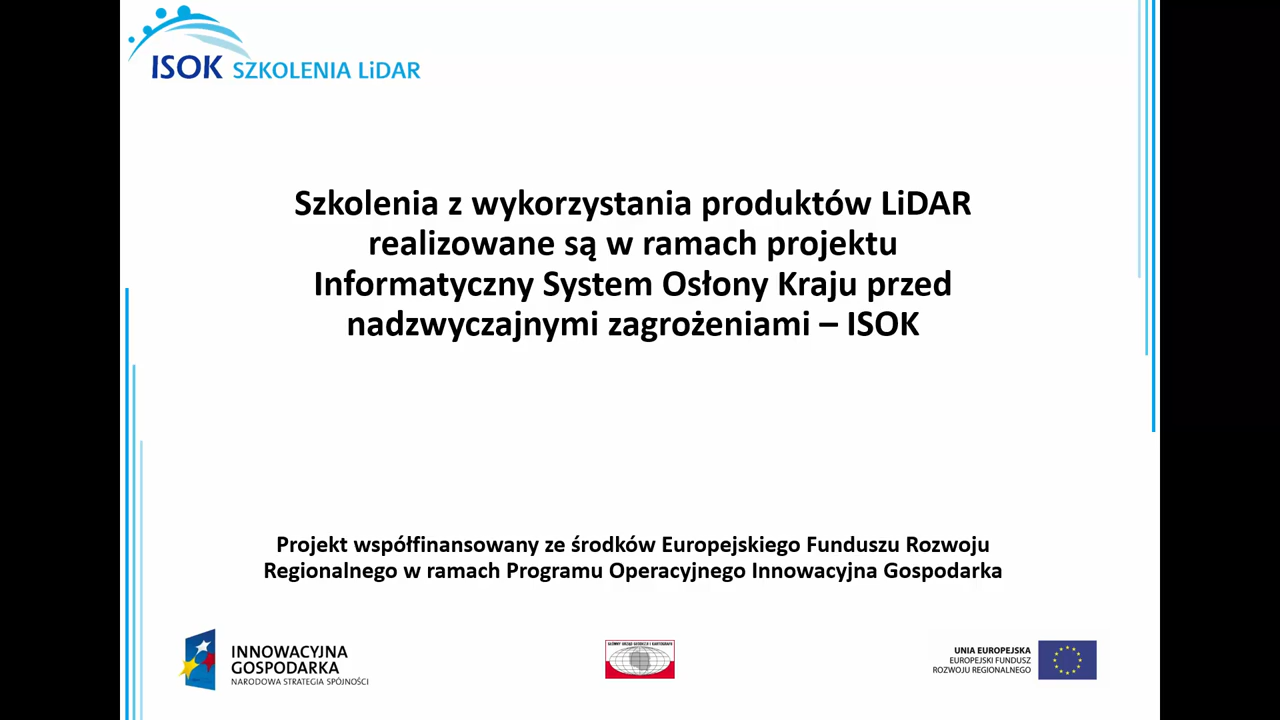 ISOK SZKOLENIA LiDAR
Szkolenia z wykorzystania produktów LiDAR
realizowane są w ramach projektu
Informatyczny System Osłony Kraju przed
nadzwyczajnymi zagrożeniami – ISOK
Projekt współfinansowany ze środków Europejskiego Funduszu Rozwoju
Regionalnego w ramach Programu Operacyjnego Innowacyjna Gospodarka
INNOWACYJNA
GOSPODARKA
NARODOWA STRATEGIA SPÓJNOŚCI
GŁÓWNY URZĄD GEODEZJI I KARTOGRAFII
UNIA EUROPEJSKA
EUROPEJSKI FUNDUSZ
ROZWOJU REGIONALNEGO